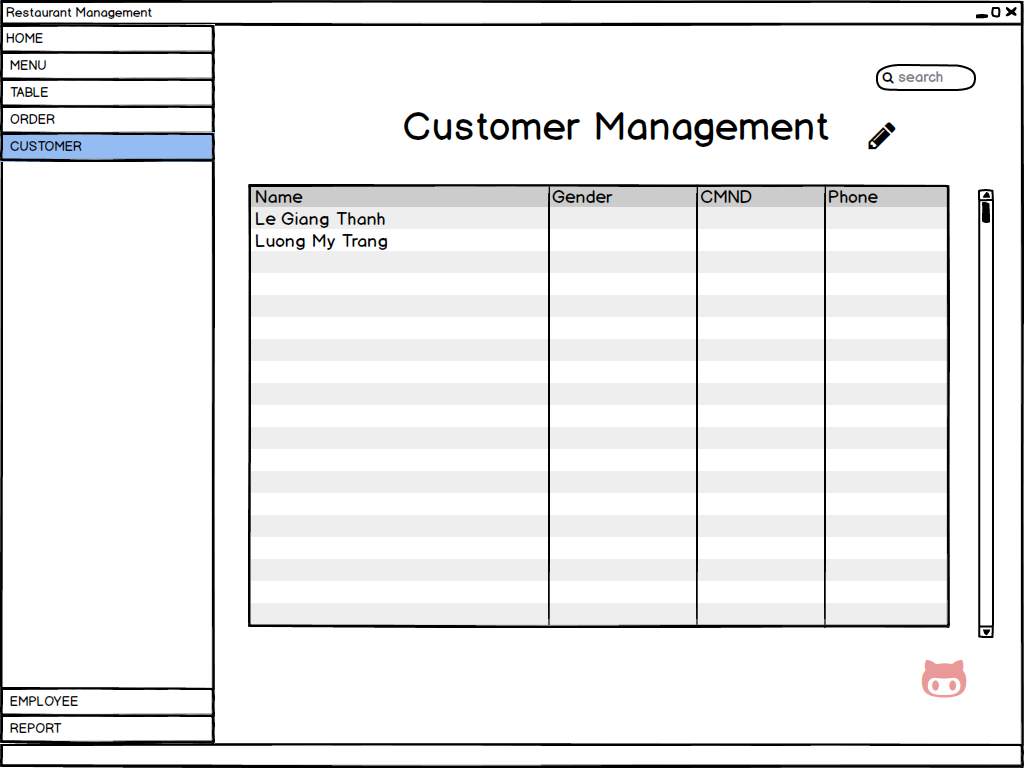 Restaurant Management
HOME
MENU
TABLE
ORDER
CUSTOMER
search
Customer Management
Name Gender CMND Phone
Le Giang Thanh
Luong My Trang
EMPLOYEE
REPORT